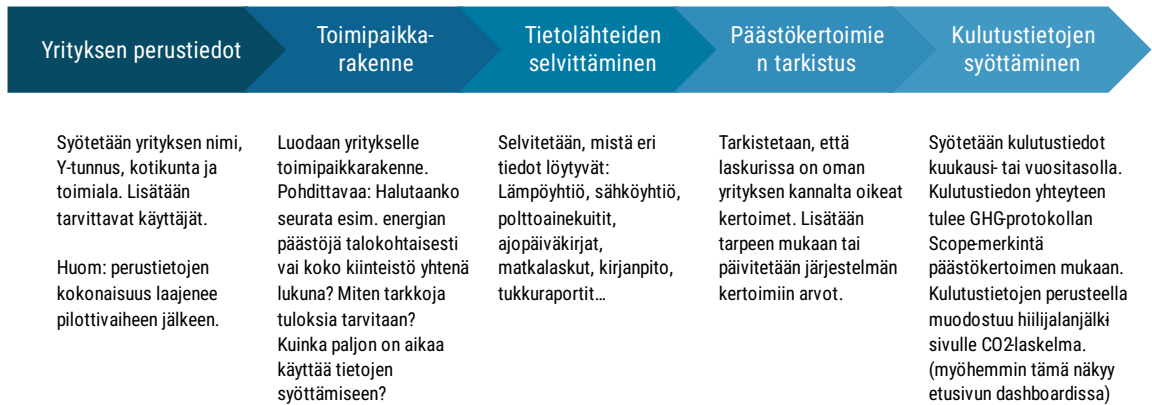 Yrityksen perustiedot
Toimipaikka-
rakenne
Tietolähteiden
selvittäminen
Päästökertoimie
n tarkistus
Kulutustietojen
syöttäminen
Syötetään yrityksen nimi,
Y-tunnus, kotikunta ja
toimiala. Lisätään
tarvittavat käyttäjät.
Huom: perustietojen
kokonaisuus laajenee
pilottivaiheen jälkeen.
Luodaan yritykselle
toimipaikkarakenne.
Pohdittavaa: Halutaanko
seurata esim. energian
päästöjä talokohtaisesti
vai koko kiinteistö yhtenä
lukuna? Miten tarkkoja
tuloksia tarvitaan?
Kuinka paljon on aikaa
käyttää tietojen
syöttämiseen?
Selvitetään, mistä eri
tiedot löytyvät:
Lämpöyhtiö, sähköyhtiö,
polttoainekuitit,
ajopäiväkirjat,
matkalaskut, kirjanpito,
tukkuraportit…
Tarkistetaan, että
laskurissa on oman
yrityksen kannalta oikeat
kertoimet. Lisätään
tarpeen mukaan tai
päivitetään järjestelmän
kertoimiin arvot.
Syötetään kulutustiedot
kuukausi- tai vuositasolla.
Kulutustiedon yhteyteen
tulee GHG-protokollan
Scope-merkintä
päästökertoimen mukaan.
Kulutustietojen perusteella
muodostuu hiilijalanjälki-
sivulle CO2-laskelma.
(myöhemmin tämä näkyy
etusivun dashboardissa)